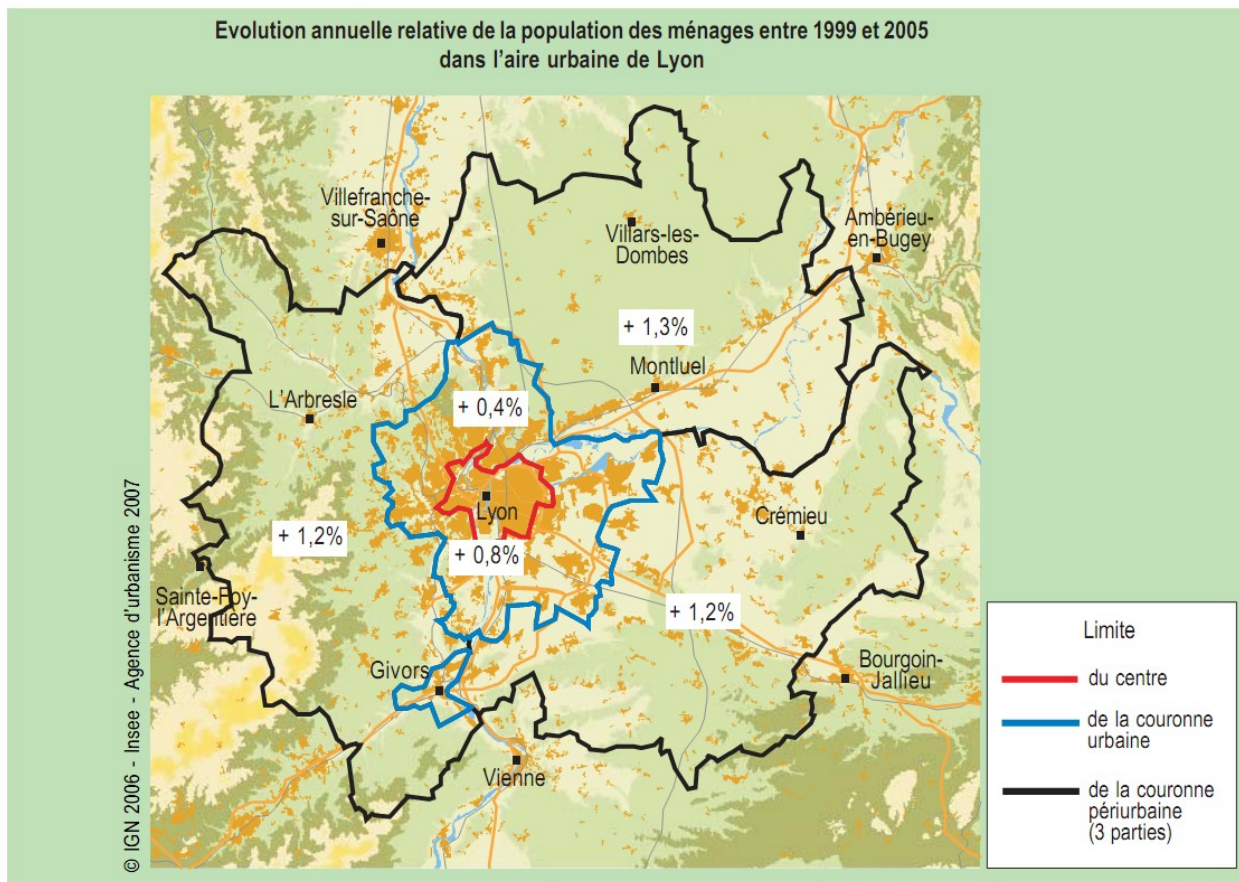 Evolution annuelle relative de la population des ménages entre 1999 et 2005
dans l'aire urbaine de Lyon
Villefranche-
sur-Saône
Villars-les-
Dombes
Ambérieu-
en-Bugey
+ 1,3%
Montluel
L'Arbresle
+ 0,4%
Lyon
Crémieu
+ 1,2%
+ 0,8%
Sainte-Foy-
l'Argentière
+ 1,2%
Givors
Bourgoin-
Jallieu
Vienne
© IGN 2006 - Insee - Agence d'urbanisme 2007
Limite
du centre
de la couronne
urbaine
de la couronne
périurbaine
(3 parties)